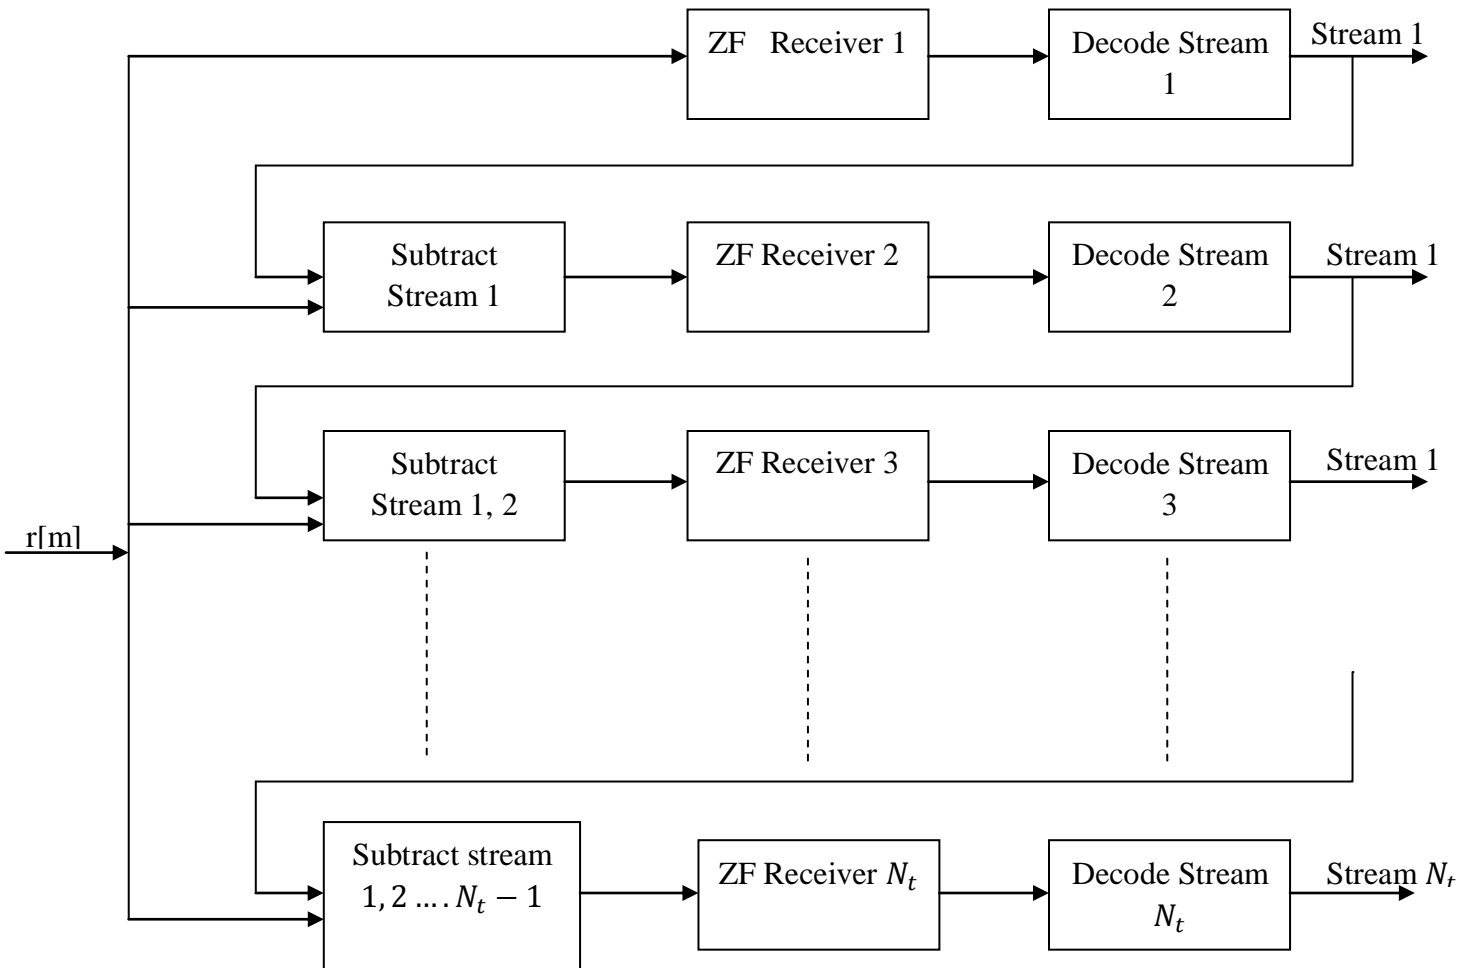 ZF Receiver 1
Decode Stream
1
Stream 1
Subtract
Stream 1
ZF Receiver 2
Decode Stream
2
Stream 1
Subtract
Stream 1, 2
ZF Receiver 3
Decode Stream
3
Stream 1
r[m]
Subtract stream
1, 2 .... N_t − 1
ZF Receiver N_t
Decode Stream
N_t
Stream N_t